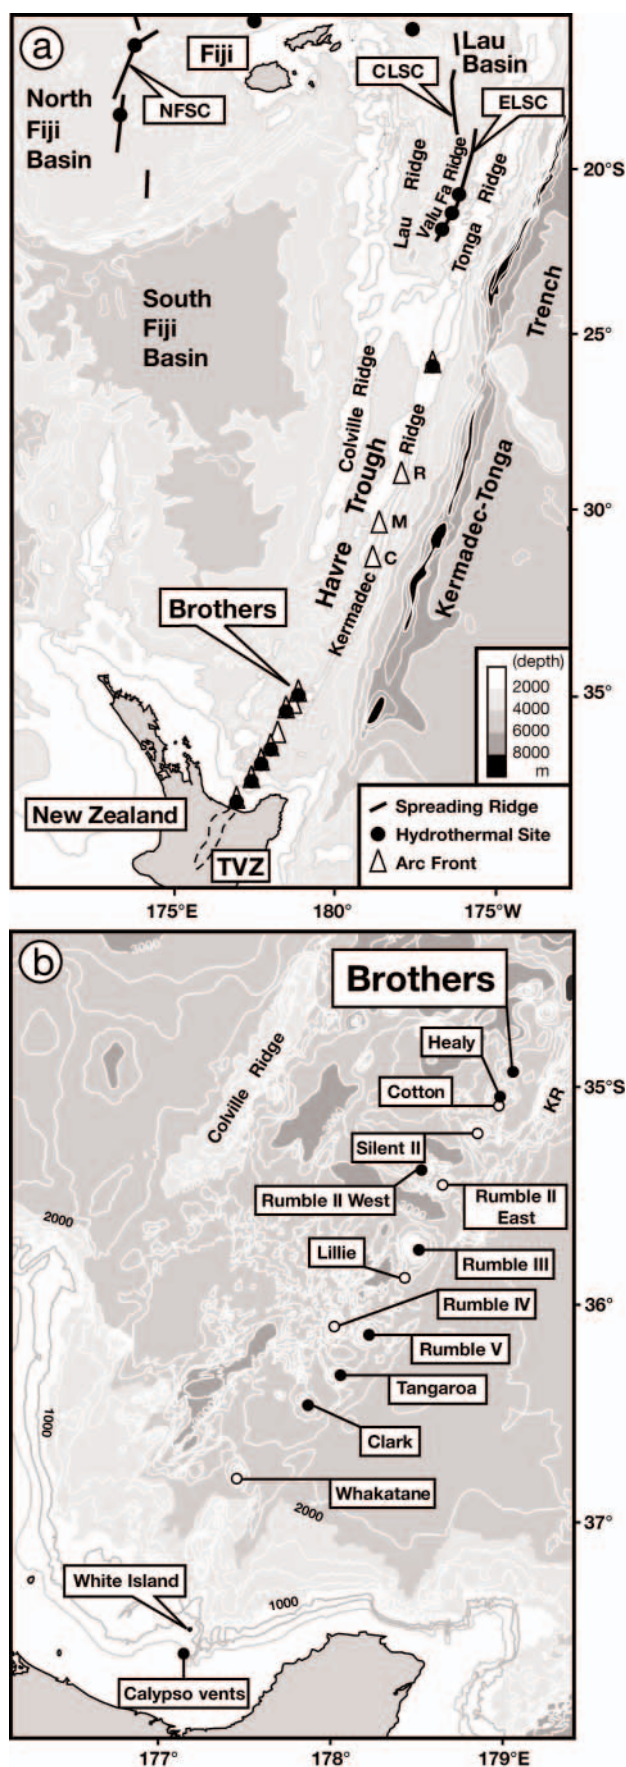 a
Fiji
Lau
Basin
CLSC
ELSC
NFSC
North
Fiji
Basin
Lau Ridge
Valu Fa Ridge
Tonga Ridge
20°S
South
Fiji
Basin
Trench
25°
Colville Ridge
Havre Trough
Kermadec Ridge
R
M
C
30°
Kermadec-Tonga
Brothers
35°
(depth)
2000
4000
6000
8000
m
New Zealand
TVZ
Spreading Ridge
Hydrothermal Site
Arc Front
175°E
180°
175°W
b
3000
Brothers
Healy
Cotton
35°S
KR
Colville Ridge
Silent II
Rumble II West
Rumble II
East
2000
Lillie
Rumble III
Rumble IV
36°
Rumble V
Tangaroa
1000
Clark
Whakatane
2000
37°
White Island
1000
Calypso vents
177°
178°
179°E